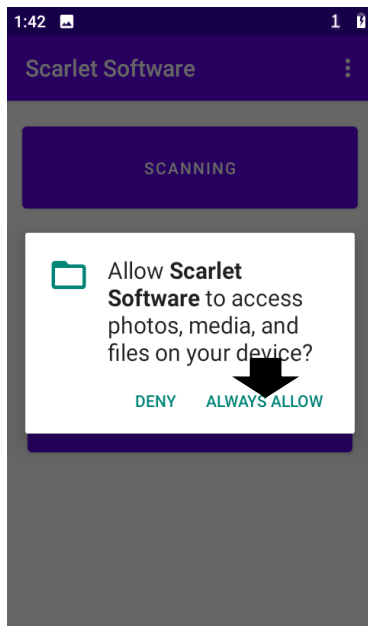 1:42 1
Scarlet Software
SCANNING
Allow Scarlet
Software to access
photos, media, and
files on your device?
DENY ALWAYS ALLOW